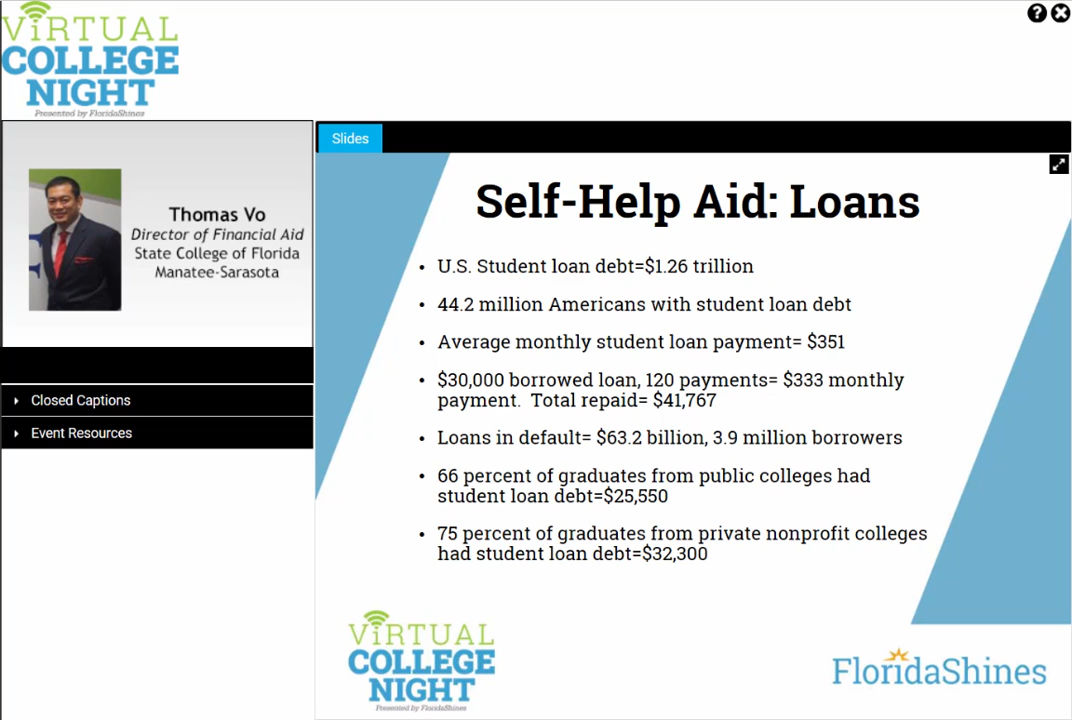 ViRTUAL
COLLEGE
NIGHT
Presented by FloridaShines
Thomas Vo
Director of Financial Aid
State College of Florida
Manatee-Sarasota
Closed Captions
Event Resources
Slides
Self-Help Aid: Loans
• U.S. Student loan debt=$1.26 trillion
• 44.2 million Americans with student loan debt
• Average monthly student loan payment= $351
• $30,000 borrowed loan, 120 payments= $333 monthly
payment.  Total repaid= $41,767
• Loans in default= $63.2 billion, 3.9 million borrowers
• 66 percent of graduates from public colleges had
student loan debt=$25,550
• 75 percent of graduates from private nonprofit colleges
had student loan debt=$32,300
ViRTUAL
COLLEGE
NIGHT
Presented by FloridaShines
FloridaShines